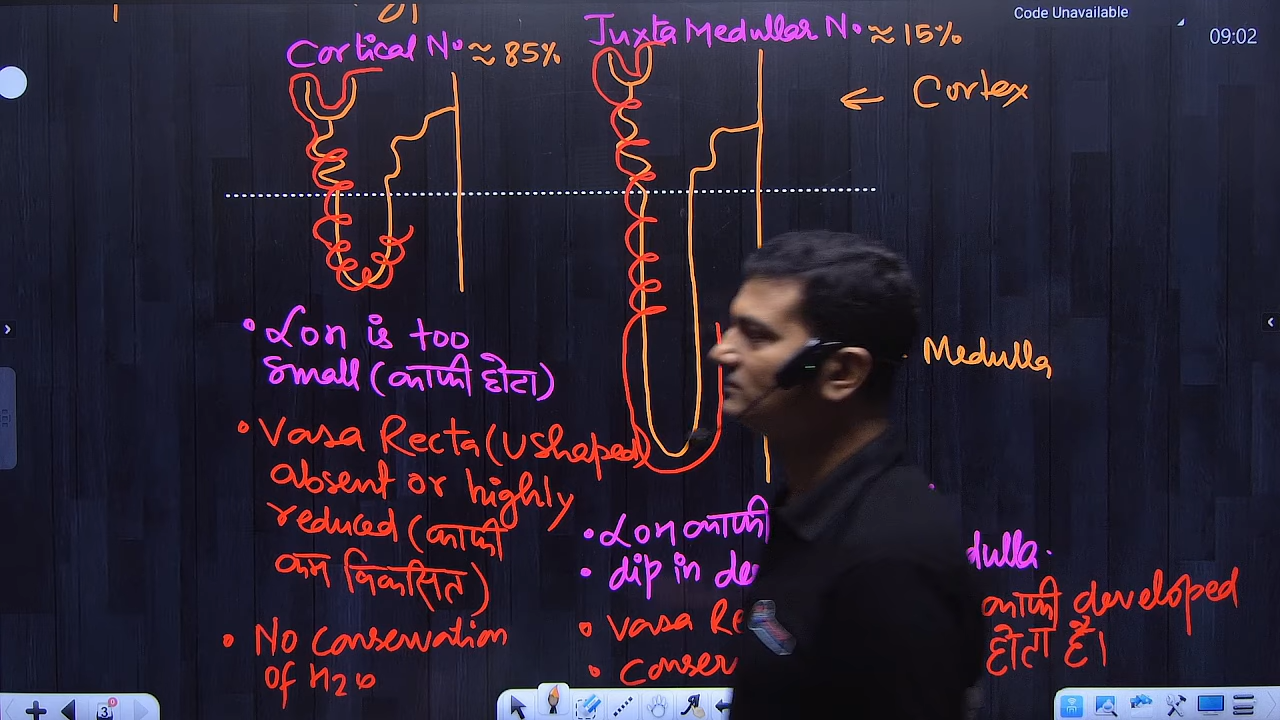 Code Unavailable
09:02
Cortical N° ≈ 85%
Juxta Medullar N° ≈ 15%
← Cortex
Medulla
• LOH is too
small (काफी छोटा)
• Vasa Recta (U shaped)
absent or highly
reduced (काफी
कम विकसित)
• No Conservation
of H2O
• LOH काफी
• dip in de
dulla.
• Vasa Re
काफी developed
होता है।
• Conser
3